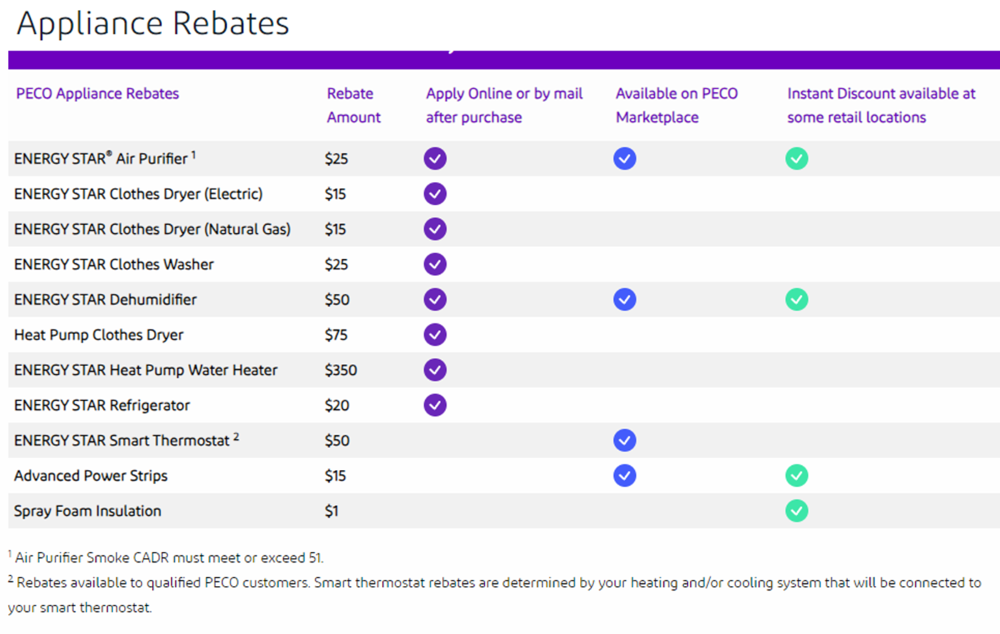 Appliance Rebates
PECO Appliance Rebates
Rebate
Amount
Apply Online or by mail
after purchase
Available on PECO
Marketplace
Instant Discount available at
some retail locations
ENERGY STAR® Air Purifier ¹ $25
ENERGY STAR Clothes Dryer (Electric) $15
ENERGY STAR Clothes Dryer (Natural Gas) $15
ENERGY STAR Clothes Washer $25
ENERGY STAR Dehumidifier $50
Heat Pump Clothes Dryer $75
ENERGY STAR Heat Pump Water Heater $350
ENERGY STAR Refrigerator $20
ENERGY STAR Smart Thermostat ² $50
Advanced Power Strips $15
Spray Foam Insulation $1
¹ Air Purifier Smoke CADR must meet or exceed 51.
² Rebates available to qualified PECO customers. Smart thermostat rebates are determined by your heating and/or cooling system that will be connected to
your smart thermostat.